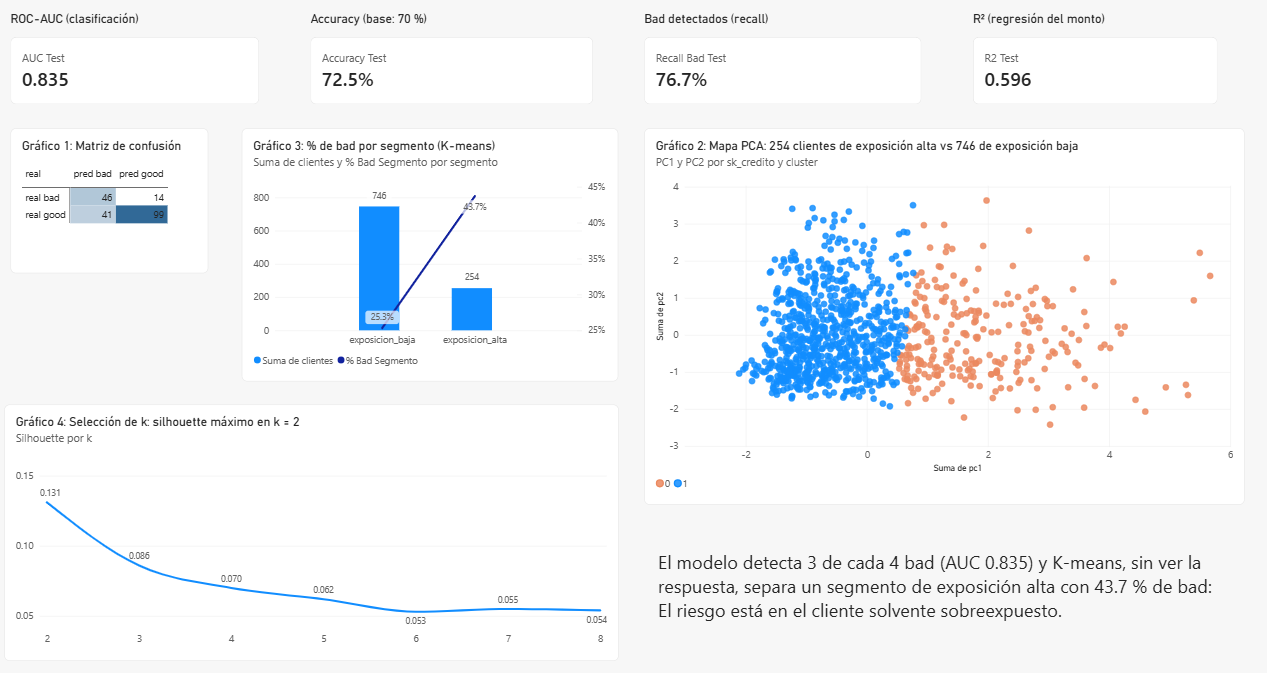 ROC-AUC (clasificación)
Accuracy (base: 70 %)
Bad detectados (recall)
R² (regresión del monto)
AUC Test
0.835
Accuracy Test
72.5%
Recall Bad Test
76.7%
R2 Test
0.596
Gráfico 1: Matriz de confusión
real pred bad pred good
real bad 46 14
real good 41 99
Gráfico 3: % de bad por segmento (K-means)
Suma de clientes y % Bad Segmento por segmento
800
600
400
200
0
746
254
25.3%
43.7%
45%
40%
35%
30%
25%
exposicion_baja
exposicion_alta
Suma de clientes % Bad Segmento
Gráfico 2: Mapa PCA: 254 clientes de exposición alta vs 746 de exposición baja
PC1 y PC2 por sk_credito y cluster
Suma de pc2
4
3
2
1
0
-1
-2
-3
-2 0 2 4 6
Suma de pc1
0 1
Gráfico 4: Selección de k: silhouette máximo en k = 2
Silhouette por k
0.15
0.10
0.05
0.131
0.086
0.070
0.062
0.053
0.055
0.054
2 3 4 5 6 7 8
El modelo detecta 3 de cada 4 bad (AUC 0.835) y K-means, sin ver la
respuesta, separa un segmento de exposición alta con 43.7 % de bad:
El riesgo está en el cliente solvente sobreexpuesto.